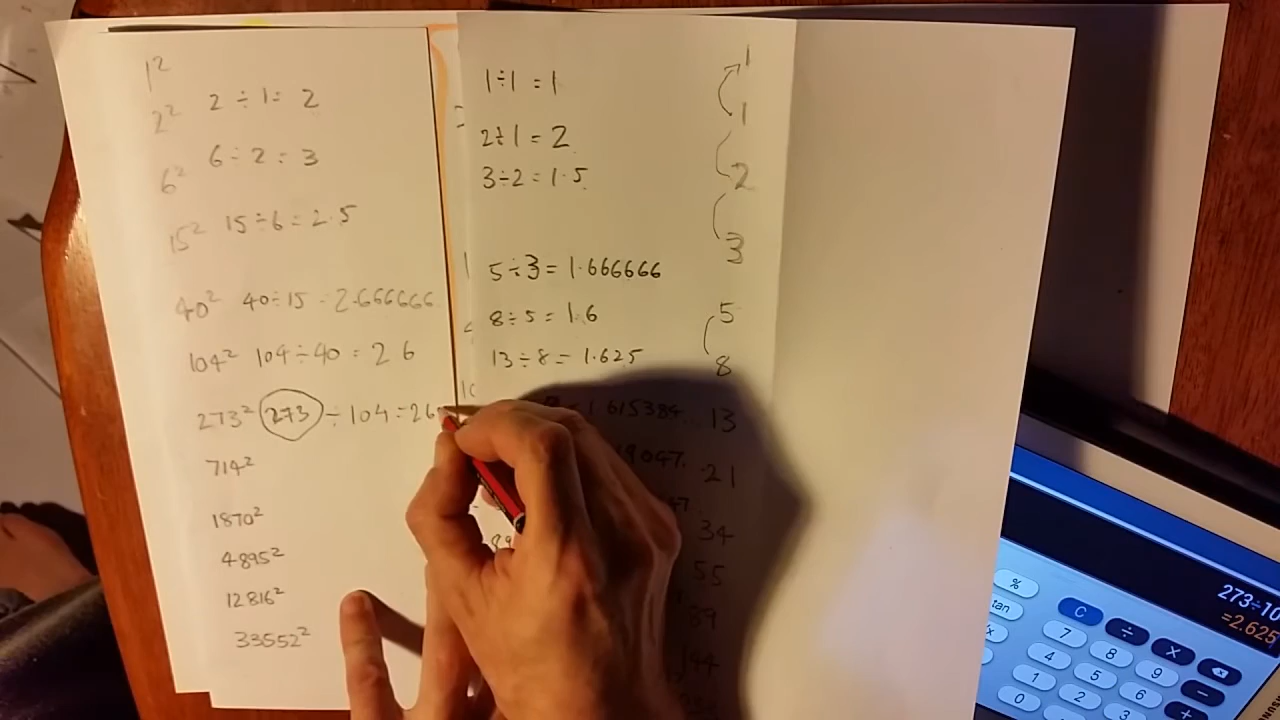 1²
2² 2 ÷ 1 = 2
6² 6 ÷ 2 = 3
15² 15 ÷ 6 = 2.5
40² 40 ÷ 15 = 2.666666
104² 104 ÷ 40 = 2 6
273² 273 ÷ 104 = 26
714²
1870²
4895²
12816²
33552²
1 ÷ 1 = 1
2 ÷ 1 = 2
3 ÷ 2 = 1.5
5 ÷ 3 = 1.666666
8 ÷ 5 = 1.6
13 ÷ 8 = 1.625
= 1.615384..
9047.
1
1
2
3
5
8
13
21
34
55
273÷10
=2.625
%
C
÷
×
tan
7
8
9
−
4
5
6
+
1
2
3
0